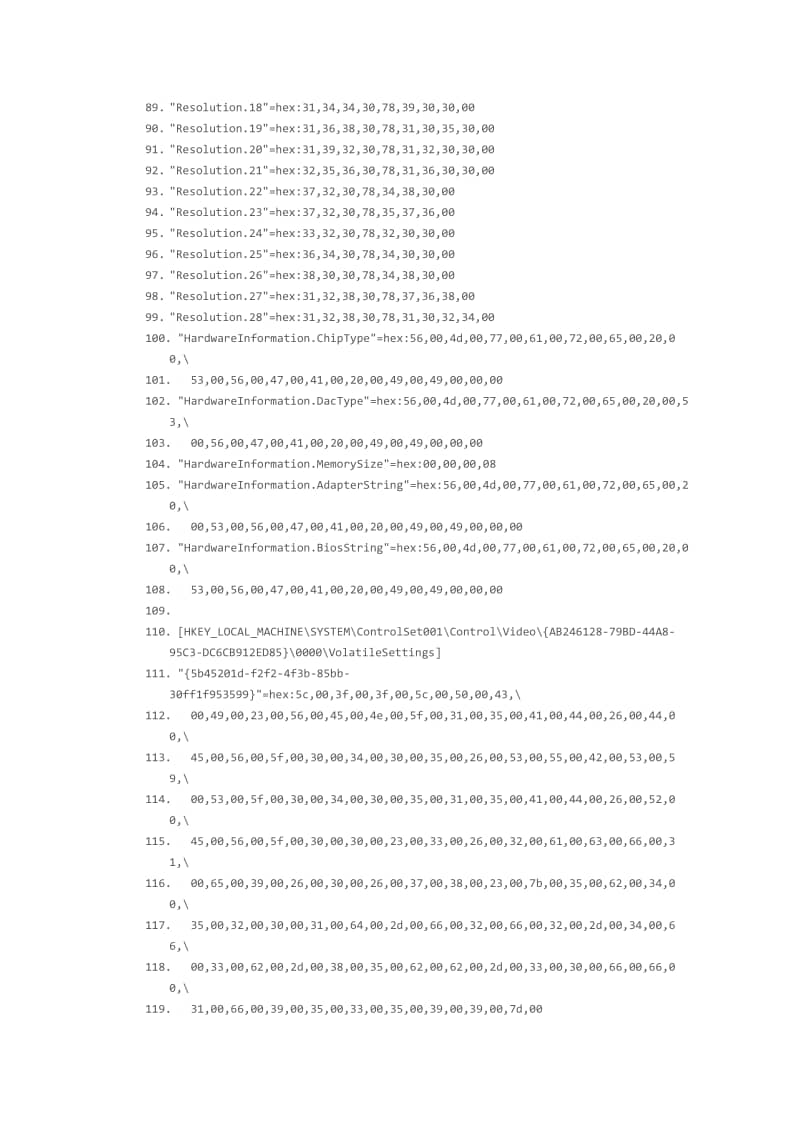 89. "Resolution.18"=hex:31,34,34,30,78,39,30,30,00
90. "Resolution.19"=hex:31,36,38,30,78,31,30,35,30,00
91. "Resolution.20"=hex:31,39,32,30,78,31,32,30,30,00
92. "Resolution.21"=hex:32,35,36,30,78,31,36,30,30,00
93. "Resolution.22"=hex:37,32,30,78,34,38,30,00
94. "Resolution.23"=hex:37,32,30,78,35,37,36,00
95. "Resolution.24"=hex:33,32,30,78,32,30,30,00
96. "Resolution.25"=hex:36,34,30,78,34,30,30,00
97. "Resolution.26"=hex:38,30,30,78,34,38,30,00
98. "Resolution.27"=hex:31,32,38,30,78,37,36,38,00
99. "Resolution.28"=hex:31,32,38,30,78,31,30,32,34,00
100. "HardwareInformation.ChipType"=hex:56,00,4d,00,77,00,61,00,72,00,65,00,20,0
0,\
101. 53,00,56,00,47,00,41,00,20,00,49,00,49,00,00,00
102. "HardwareInformation.DacType"=hex:56,00,4d,00,77,00,61,00,72,00,65,00,20,00,5
3,\
103. 00,56,00,47,00,41,00,20,00,49,00,49,00,00,00
104. "HardwareInformation.MemorySize"=hex:00,00,00,08
105. "HardwareInformation.AdapterString"=hex:56,00,4d,00,77,00,61,00,72,00,65,00,2
0,\
106. 00,53,00,56,00,47,00,41,00,20,00,49,00,49,00,00,00
107. "HardwareInformation.BiosString"=hex:56,00,4d,00,77,00,61,00,72,00,65,00,20,0
0,\
108. 53,00,56,00,47,00,41,00,20,00,49,00,49,00,00,00
109.
110. [HKEY_LOCAL_MACHINE\SYSTEM\ControlSet001\Control\Video\{AB246128-79BD-44A8-
95C3-DC6CB912ED85}\0000\VolatileSettings]
111. "{5b45201d-f2f2-4f3b-85bb-
30ff1f953599}"=hex:5c,00,3f,00,3f,00,5c,00,50,00,43,\
112. 00,49,00,23,00,56,00,45,00,4e,00,5f,00,31,00,35,00,41,00,44,00,26,00,44,0
0,\
113. 45,00,56,00,5f,00,30,00,34,00,30,00,35,00,26,00,53,00,55,00,42,00,53,00,5
9,\
114. 00,53,00,5f,00,30,00,34,00,30,00,35,00,31,00,35,00,41,00,44,00,26,00,52,0
0,\
115. 45,00,56,00,5f,00,30,00,30,00,23,00,33,00,26,00,32,00,61,00,63,00,66,00,3
1,\
116. 00,65,00,39,00,26,00,30,00,26,00,37,00,38,00,23,00,7b,00,35,00,62,00,34,0
0,\
117. 35,00,32,00,30,00,31,00,64,00,2d,00,66,00,32,00,66,00,32,00,2d,00,34,00,6
6,\
118. 00,33,00,62,00,2d,00,38,00,35,00,62,00,62,00,2d,00,33,00,30,00,66,00,66,0
0,\
119. 31,00,66,00,39,00,35,00,33,00,35,00,39,00,39,00,7d,00